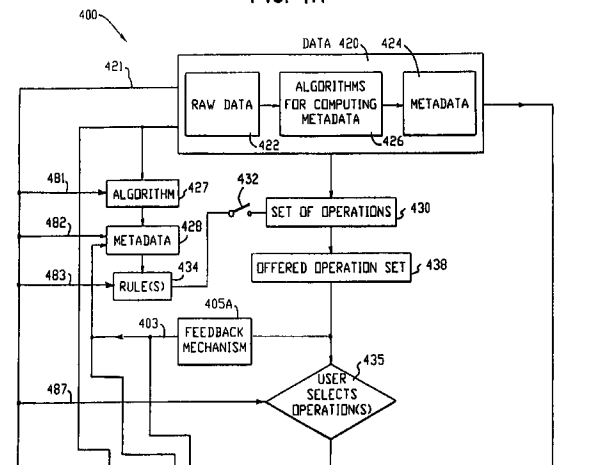 400
DATA 420
424
421
RAW DATA
ALGORITHMS
FOR COMPUTING
METADATA
METADATA
422
426
481
ALGORITHM
427
432
482
METADATA
428
SET OF OPERATIONS
430
483
RULE(S)
434
OFFERED OPERATION SET
438
405A
403
FEEDBACK
MECHANISM
435
USER
SELECTS
OPERATION(S)
487